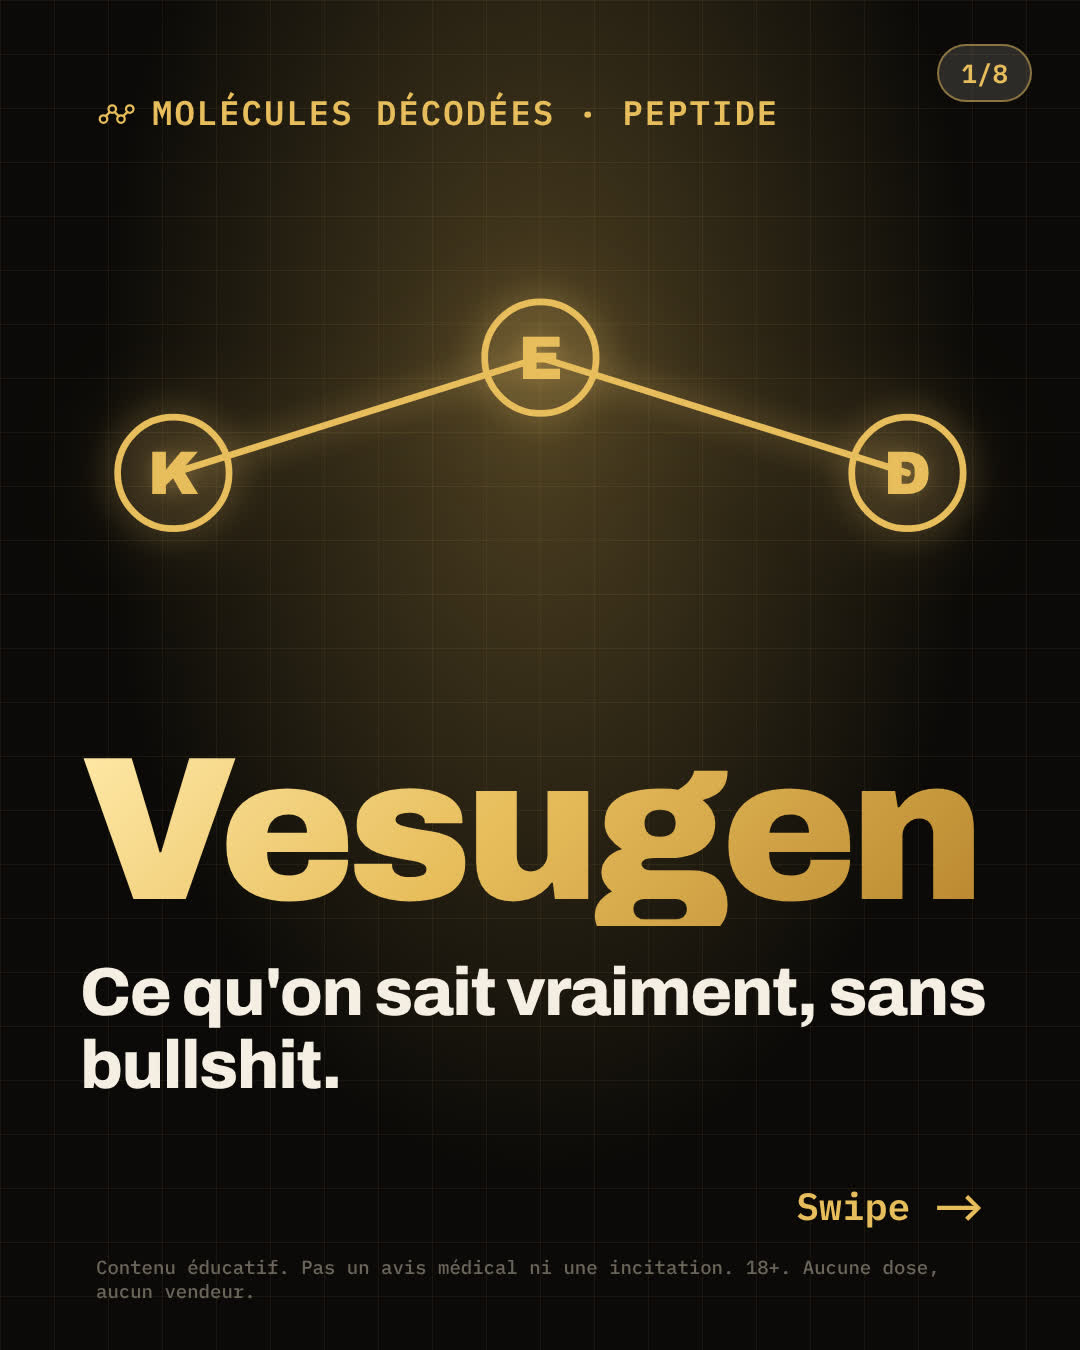 1/8
MOLÉCULES DÉCODÉES · PEPTIDE
E
K
D
Vesugen
Ce qu'on sait vraiment, sans
bullshit.
Swipe →
Contenu éducatif. Pas un avis médical ni une incitation. 18+. Aucune dose,
aucun vendeur.